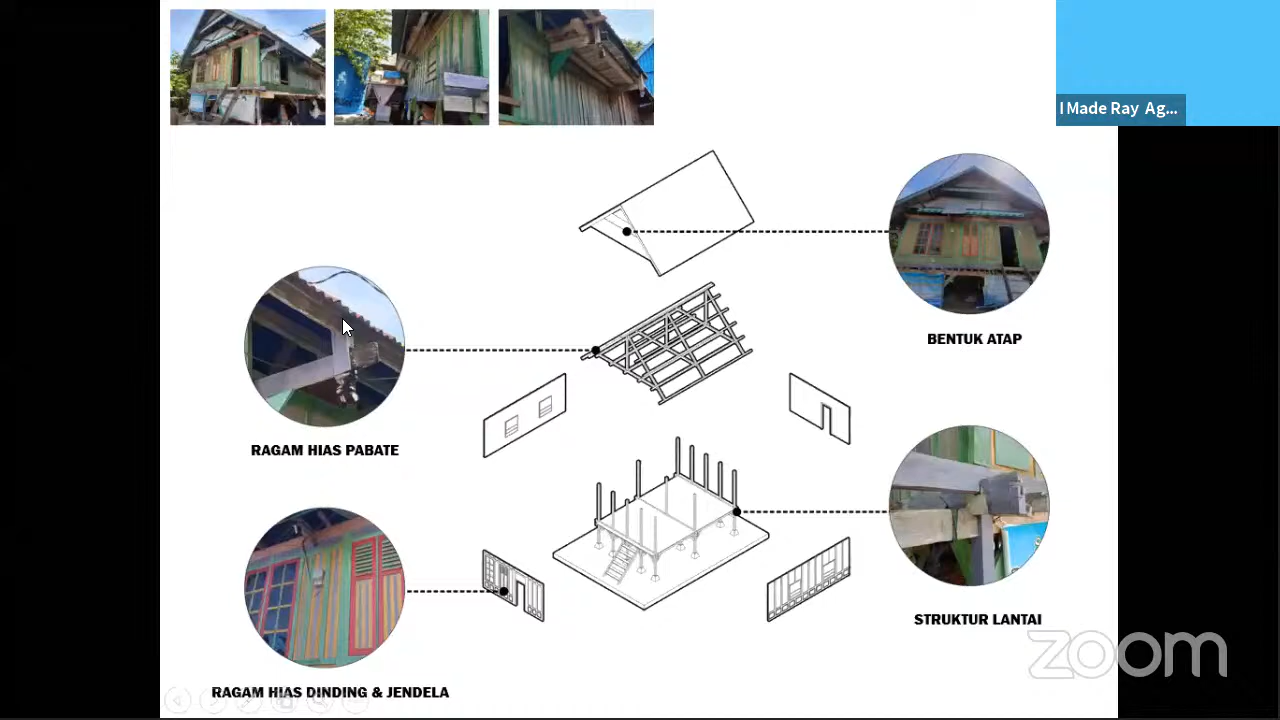 I Made Ray Ag...
BENTUK ATAP
RAGAM HIAS PABATE
STRUKTUR LANTAI
zoom
RAGAM HIAS DINDING & JENDELA